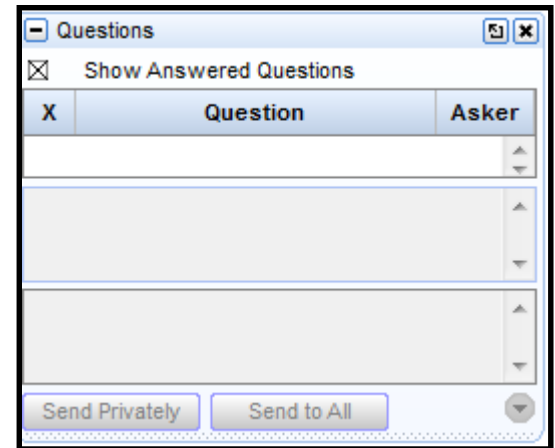 Questions
Show Answered Questions
X Question Asker
Send Privately Send to All